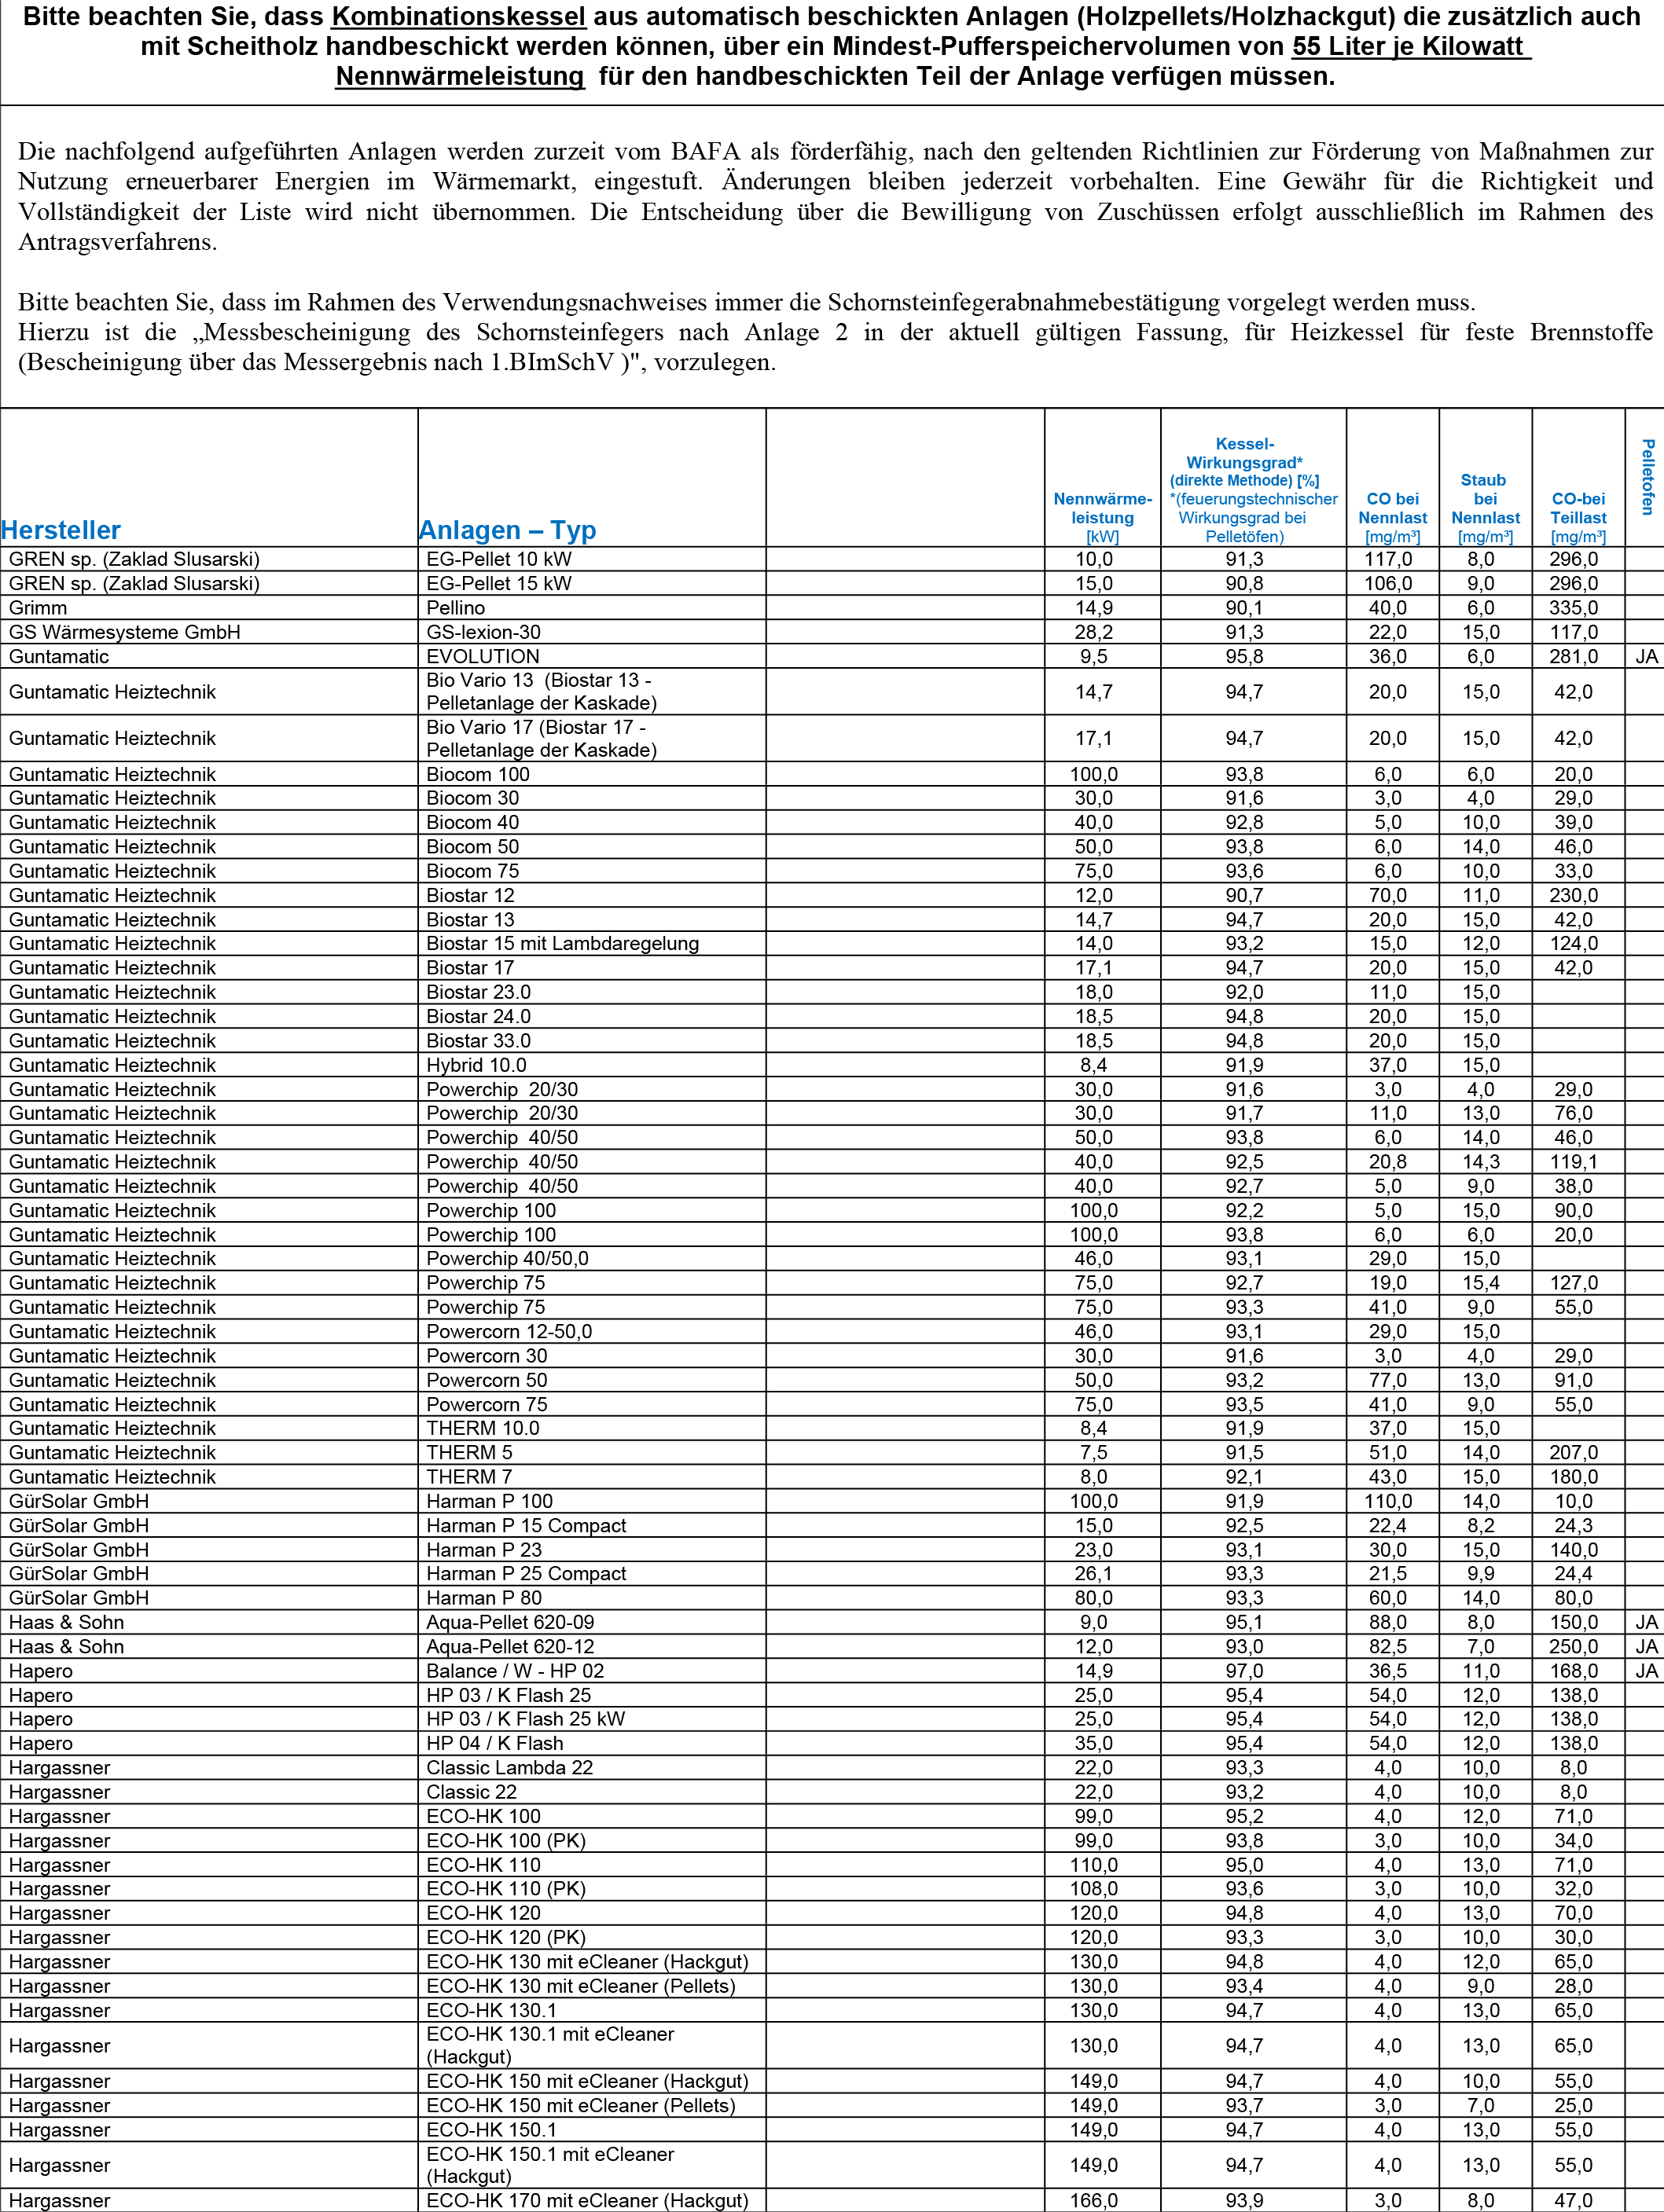 Bitte beachten Sie, dass Kombinationskessel aus automatisch beschickten Anlagen (Holzpellets/Holzhackgut) die zusätzlich auch
mit Scheitholz handbeschickt werden können, über ein Mindest-Pufferspeichervolumen von 55 Liter je Kilowatt
Nennwärmeleistung für den handbeschickten Teil der Anlage verfügen müssen.
Die nachfolgend aufgeführten Anlagen werden zurzeit vom BAFA als förderfähig, nach den geltenden Richtlinien zur Förderung von Maßnahmen zur
Nutzung erneuerbarer Energien im Wärmemarkt, eingestuft. Änderungen bleiben jederzeit vorbehalten. Eine Gewähr für die Richtigkeit und
Vollständigkeit der Liste wird nicht übernommen. Die Entscheidung über die Bewilligung von Zuschüssen erfolgt ausschließlich im Rahmen des
Antragsverfahrens.
Bitte beachten Sie, dass im Rahmen des Verwendungsnachweises immer die Schornsteinfegerabnahmebestätigung vorgelegt werden muss.
Hierzu ist die „Messbescheinigung des Schornsteinfegers nach Anlage 2 in der aktuell gültigen Fassung, für Heizkessel für feste Brennstoffe
(Bescheinigung über das Messergebnis nach 1.BImSchV )", vorzulegen.
Hersteller
Anlagen – Typ
Nennwärme-
leistung
[kW]
Kessel-
Wirkungsgrad*
(direkte Methode) [%]
*(feuerungstechnischer
Wirkungsgrad bei
Pelletöfen)
CO bei
Nennlast
[mg/m³]
Staub
bei
Nennlast
[mg/m³]
CO-bei
Teillast
[mg/m³]
Pelletofen
GREN sp. (Zaklad Slusarski) EG-Pellet 10 kW 10,0 91,3 117,0 8,0 296,0
GREN sp. (Zaklad Slusarski) EG-Pellet 15 kW 15,0 90,8 106,0 9,0 296,0
Grimm Pellino 14,9 90,1 40,0 6,0 335,0
GS Wärmesysteme GmbH GS-lexion-30 28,2 91,3 22,0 15,0 117,0
Guntamatic EVOLUTION 9,5 95,8 36,0 6,0 281,0 JA
Bio Vario 13 (Biostar 13 -
Guntamatic Heiztechnik Pelletanlage der Kaskade) 14,7 94,7 20,0 15,0 42,0
Bio Vario 17 (Biostar 17 -
Guntamatic Heiztechnik Pelletanlage der Kaskade) 17,1 94,7 20,0 15,0 42,0
Guntamatic Heiztechnik Biocom 100 100,0 93,8 6,0 6,0 20,0
Guntamatic Heiztechnik Biocom 30 30,0 91,6 3,0 4,0 29,0
Guntamatic Heiztechnik Biocom 40 40,0 92,8 5,0 10,0 39,0
Guntamatic Heiztechnik Biocom 50 50,0 93,8 6,0 14,0 46,0
Guntamatic Heiztechnik Biocom 75 75,0 93,6 6,0 10,0 33,0
Guntamatic Heiztechnik Biostar 12 12,0 90,7 70,0 11,0 230,0
Guntamatic Heiztechnik Biostar 13 14,7 94,7 20,0 15,0 42,0
Guntamatic Heiztechnik Biostar 15 mit Lambdaregelung 14,0 93,2 15,0 12,0 124,0
Guntamatic Heiztechnik Biostar 17 17,1 94,7 20,0 15,0 42,0
Guntamatic Heiztechnik Biostar 23.0 18,0 92,0 11,0 15,0
Guntamatic Heiztechnik Biostar 24.0 18,5 94,8 20,0 15,0
Guntamatic Heiztechnik Biostar 33.0 18,5 94,8 20,0 15,0
Guntamatic Heiztechnik Hybrid 10.0 8,4 91,9 37,0 15,0
Guntamatic Heiztechnik Powerchip 20/30 30,0 91,6 3,0 4,0 29,0
Guntamatic Heiztechnik Powerchip 20/30 30,0 91,7 11,0 13,0 76,0
Guntamatic Heiztechnik Powerchip 40/50 50,0 93,8 6,0 14,0 46,0
Guntamatic Heiztechnik Powerchip 40/50 40,0 92,5 20,8 14,3 119,1
Guntamatic Heiztechnik Powerchip 40/50 40,0 92,7 5,0 9,0 38,0
Guntamatic Heiztechnik Powerchip 100 100,0 92,2 5,0 15,0 90,0
Guntamatic Heiztechnik Powerchip 100 100,0 93,8 6,0 6,0 20,0
Guntamatic Heiztechnik Powerchip 40/50,0 46,0 93,1 29,0 15,0
Guntamatic Heiztechnik Powerchip 75 75,0 92,7 19,0 15,4 127,0
Guntamatic Heiztechnik Powerchip 75 75,0 93,3 41,0 9,0 55,0
Guntamatic Heiztechnik Powercorn 12-50,0 46,0 93,1 29,0 15,0
Guntamatic Heiztechnik Powercorn 30 30,0 91,6 3,0 4,0 29,0
Guntamatic Heiztechnik Powercorn 50 50,0 93,2 77,0 13,0 91,0
Guntamatic Heiztechnik Powercorn 75 75,0 93,5 41,0 9,0 55,0
Guntamatic Heiztechnik THERM 10.0 8,4 91,9 37,0 15,0
Guntamatic Heiztechnik THERM 5 7,5 91,5 51,0 14,0 207,0
Guntamatic Heiztechnik THERM 7 8,0 92,1 43,0 15,0 180,0
GürSolar GmbH Harman P 100 100,0 91,9 110,0 14,0 10,0
GürSolar GmbH Harman P 15 Compact 15,0 92,5 22,4 8,2 24,3
GürSolar GmbH Harman P 23 23,0 93,1 30,0 15,0 140,0
GürSolar GmbH Harman P 25 Compact 26,1 93,3 21,5 9,9 24,4
GürSolar GmbH Harman P 80 80,0 93,3 60,0 14,0 80,0
Haas & Sohn Aqua-Pellet 620-09 9,0 95,1 88,0 8,0 150,0 JA
Haas & Sohn Aqua-Pellet 620-12 12,0 93,0 82,5 7,0 250,0 JA
Hapero Balance / W - HP 02 14,9 97,0 36,5 11,0 168,0 JA
Hapero HP 03 / K Flash 25 25,0 95,4 54,0 12,0 138,0
Hapero HP 03 / K Flash 25 kW 25,0 95,4 54,0 12,0 138,0
Hapero HP 04 / K Flash 35,0 95,4 54,0 12,0 138,0
Hargassner Classic Lambda 22 22,0 93,3 4,0 10,0 8,0
Hargassner Classic 22 22,0 93,2 4,0 10,0 8,0
Hargassner ECO-HK 100 99,0 95,2 4,0 12,0 71,0
Hargassner ECO-HK 100 (PK) 99,0 93,8 3,0 10,0 34,0
Hargassner ECO-HK 110 110,0 95,0 4,0 13,0 71,0
Hargassner ECO-HK 110 (PK) 108,0 93,6 3,0 10,0 32,0
Hargassner ECO-HK 120 120,0 94,8 4,0 13,0 70,0
Hargassner ECO-HK 120 (PK) 120,0 93,3 3,0 10,0 30,0
Hargassner ECO-HK 130 mit eCleaner (Hackgut) 130,0 94,8 4,0 12,0 65,0
Hargassner ECO-HK 130 mit eCleaner (Pellets) 130,0 93,4 4,0 9,0 28,0
Hargassner ECO-HK 130.1 130,0 94,7 4,0 13,0 65,0
ECO-HK 130.1 mit eCleaner
Hargassner (Hackgut) 130,0 94,7 4,0 13,0 65,0
Hargassner ECO-HK 150 mit eCleaner (Hackgut) 149,0 94,7 4,0 10,0 55,0
Hargassner ECO-HK 150 mit eCleaner (Pellets) 149,0 93,7 3,0 7,0 25,0
Hargassner ECO-HK 150.1 149,0 94,7 4,0 13,0 55,0
ECO-HK 150.1 mit eCleaner
Hargassner (Hackgut) 149,0 94,7 4,0 13,0 55,0
Hargassner ECO-HK 170 mit eCleaner (Hackgut) 166,0 93,9 3,0 8,0 47,0